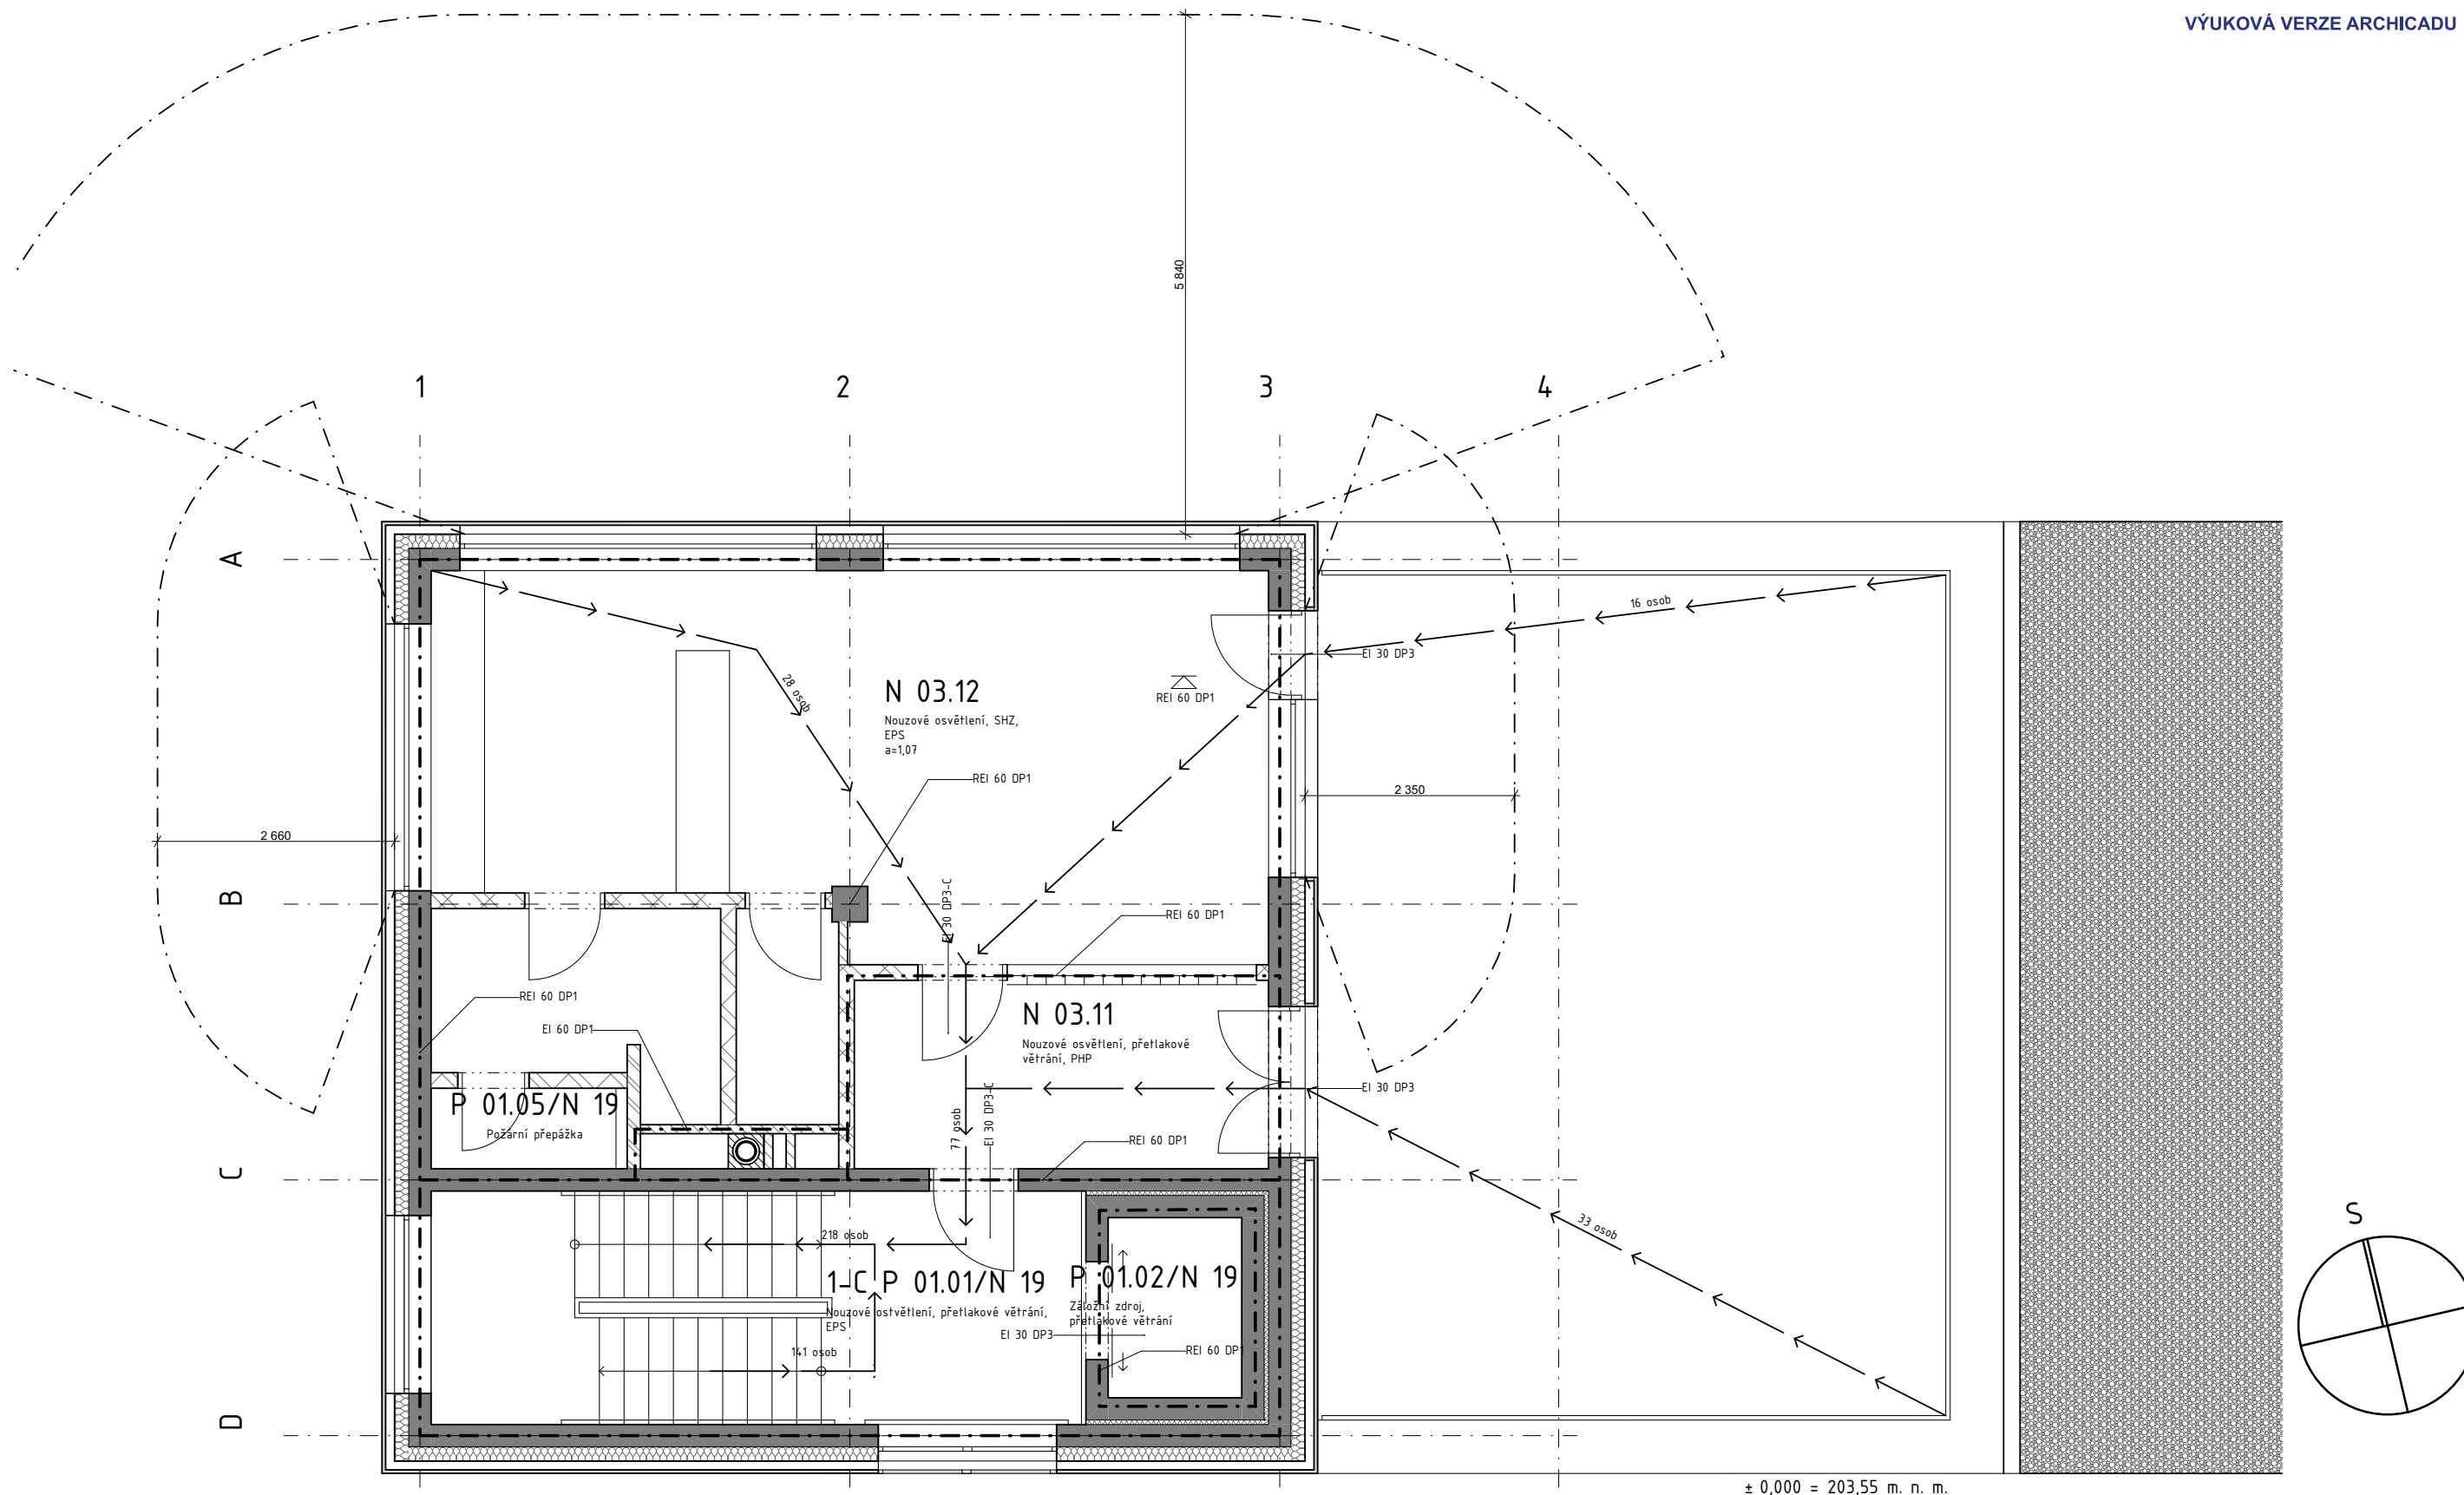 VÝUKOVÁ VERZE ARCHICADU
5 840
1
2
3
4
A
16 osob
EI 30 DP3
28 osob
N 03.12
Nouzové osvětlení, SHZ,
EPS
a=1,07
REI 60 DP1
REI 60 DP1
2 350
2 660
B
EI 30 DP3-C
REI 60 DP1
REI 60 DP1
EI 60 DP1
N 03.11
Nouzové osvětlení, přetlakové
větrání, PHP
EI 30 DP3
P 01.05/N 19
Požární přepážka
77 osob
EI 30 DP3-C
REI 60 DP1
C
33 osob
S
218 osob
1-C P 01.01/N 19
Nouzové ostvětlení, přetlakové větrání,
EPS
P 01.02/N 19
Záložní zdroj,
přetlakové větrání
EI 30 DP3
141 osob
REI 60 DP1
D
± 0,000 = 203,55 m. n. m.